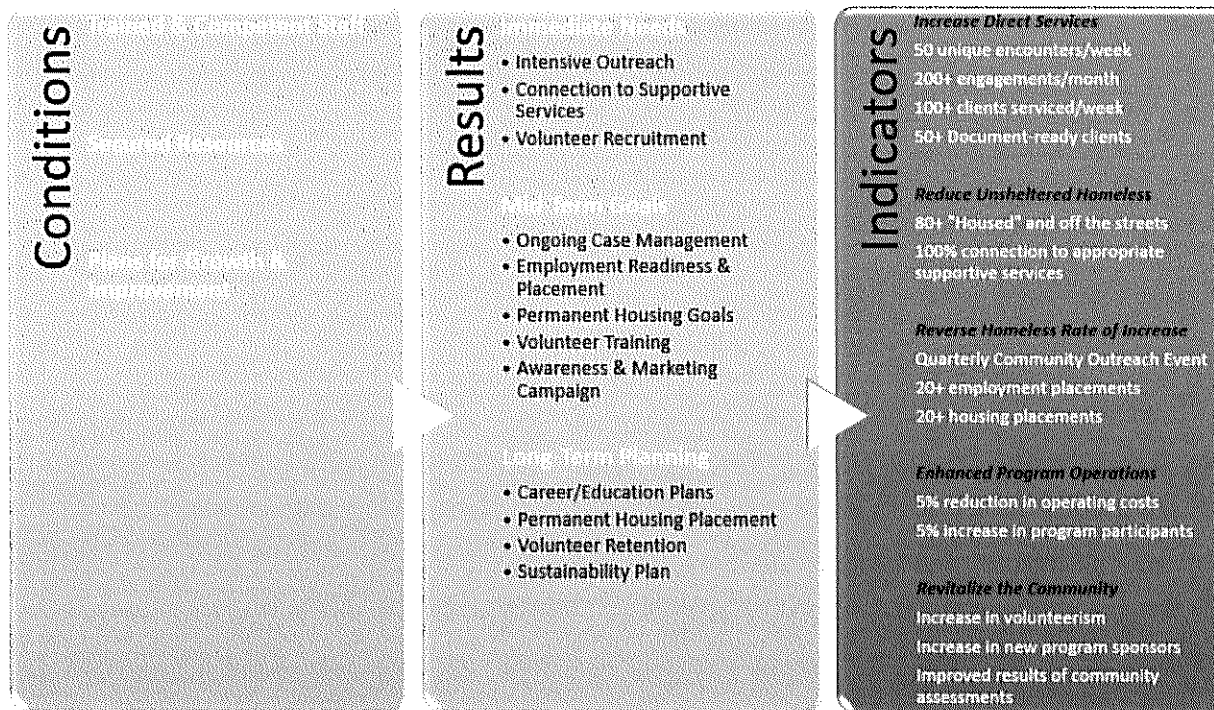 Conditions
Results
• Intensive Outreach
• Connection to Supportive
Services
• Volunteer Recruitment
• Ongoing Case Management
• Employment Readiness &
Placement
• Permanent Housing Goals
• Volunteer Training
• Awareness & Marketing
Campaign
Long-Term Planning
• Career/Education Plans
• Permanent Housing Placement
• Volunteer Retention
• Sustainability Plan
Indicators
Increase Direct Services
50 unique encounters/week
200+ engagements/month
100+ clients serviced/week
50+ Document-ready clients
Reduce Unsheltered Homeless
80+ "Housed" and off the streets
100% connection to appropriate
supportive services
Reverse Homeless Rate of Increase
Quarterly Community Outreach Event
20+ employment placements
20+ housing placements
Enhanced Program Operations
5% reduction in operating costs
5% increase in program participants
Revitalize the Community
Increase in volunteerism
Increase in new program sponsors
Improved results of community
assessments